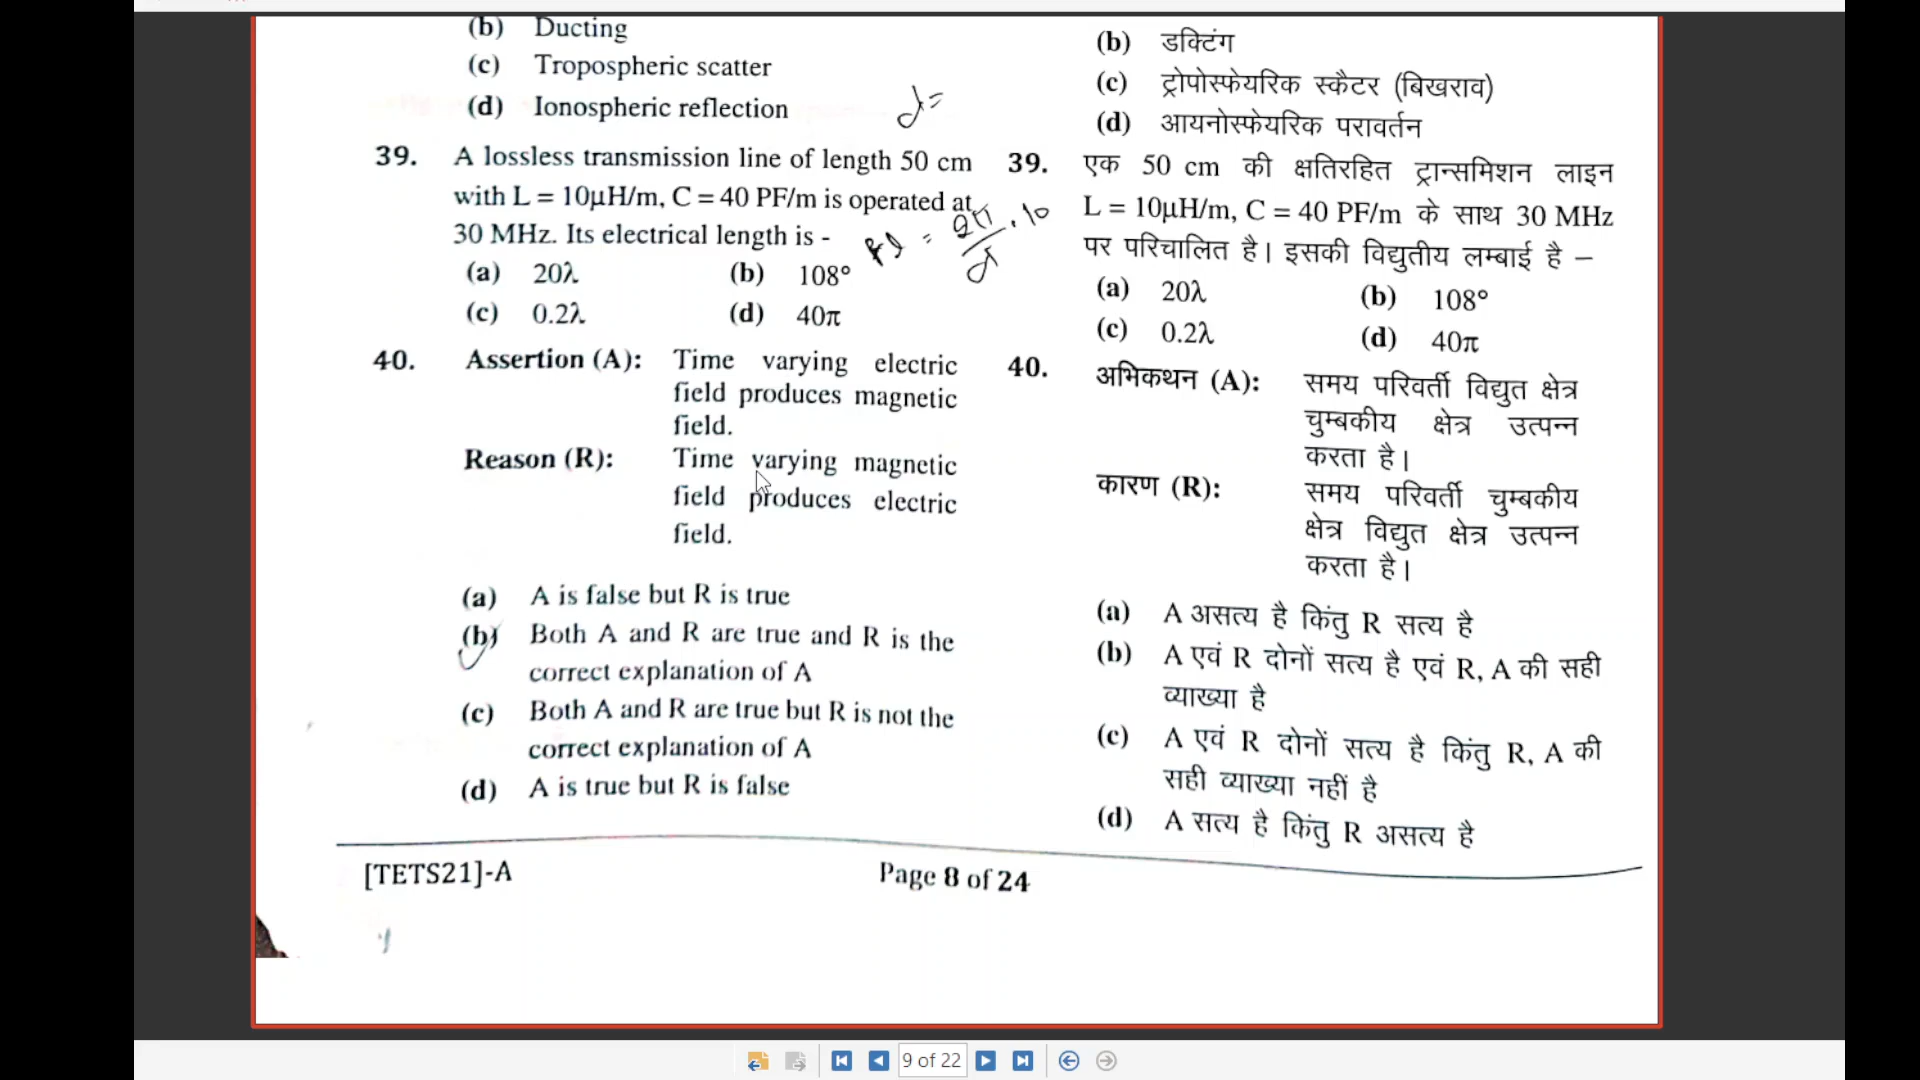 (b) Ducting
(c) Tropospheric scatter
(d) Ionospheric reflection
39. A lossless transmission line of length 50 cm
with L = 10μH/m, C = 40 PF/m is operated at
30 MHz. Its electrical length is -
(a) 20λ (b) 108°
(c) 0.2λ (d) 40π
40. Assertion (A): Time varying electric
field produces magnetic
field.
Reason (R): Time varying magnetic
field produces electric
field.
(a) A is false but R is true
(b) Both A and R are true and R is the
correct explanation of A
(c) Both A and R are true but R is not the
correct explanation of A
(d) A is true but R is false
(b) डक्टिंग
(c) ट्रोपोस्फेयरिक स्कैटर (बिखराव)
(d) आयनोस्फेयरिक परावर्तन
39. एक 50 cm की क्षतिरहित ट्रान्समिशन लाइन
L = 10μH/m, C = 40 PF/m के साथ 30 MHz
पर परिचालित है। इसकी विद्युतीय लम्बाई है –
(a) 20λ (b) 108°
(c) 0.2λ (d) 40π
40. अभिकथन (A): समय परिवर्ती विद्युत क्षेत्र
चुम्बकीय क्षेत्र उत्पन्न
करता है।
कारण (R): समय परिवर्ती चुम्बकीय
क्षेत्र विद्युत क्षेत्र उत्पन्न
करता है।
(a) A असत्य है किंतु R सत्य है
(b) A एवं R दोनों सत्य है एवं R, A की सही
व्याख्या है
(c) A एवं R दोनों सत्य है किंतु R, A की
सही व्याख्या नहीं है
(d) A सत्य है किंतु R असत्य है
[TETS21]-A Page 8 of 24
9 of 22